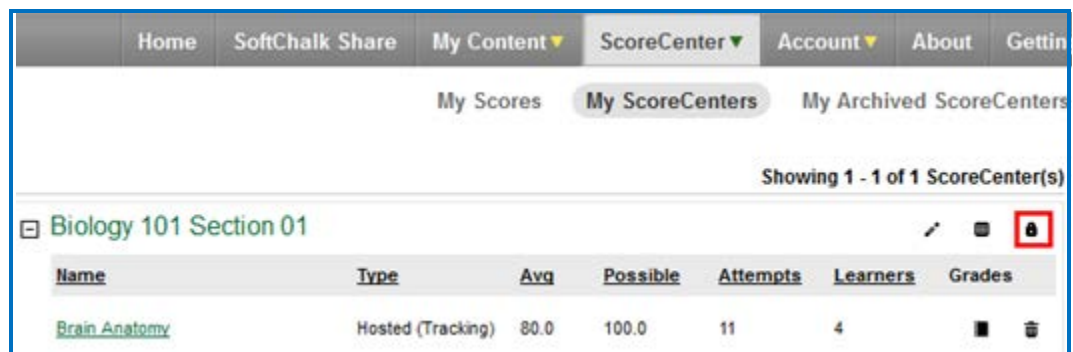 Home SoftChalk Share My Content ScoreCenter Account About Gettin
My Scores My ScoreCenters My Archived ScoreCenters
Showing 1 - 1 of 1 ScoreCenter(s)
Biology 101 Section 01
Name Type Avg Possible Attempts Learners Grades
Brain Anatomy Hosted (Tracking) 80.0 100.0 11 4